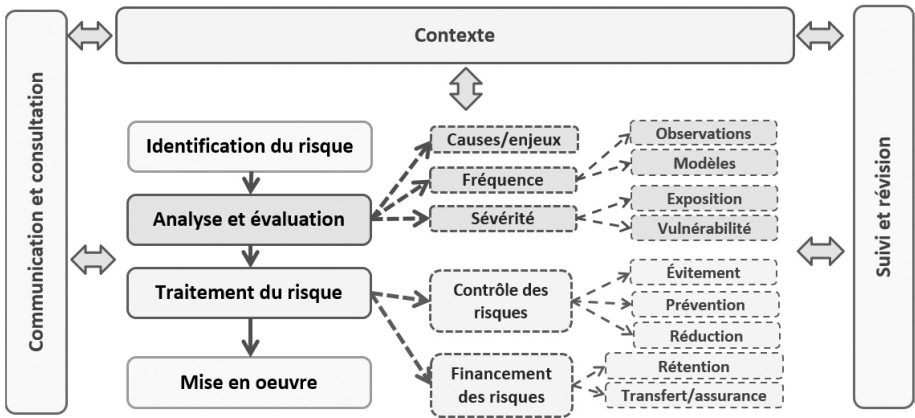 Communication et consultation
Contexte
Suivi et révision
Identification du risque
Analyse et évaluation
Traitement du risque
Mise en oeuvre
Causes/enjeux
Fréquence
Sévérité
Observations
Modèles
Exposition
Vulnérabilité
Contrôle des
risques
Évitement
Prévention
Réduction
Financement
des risques
Rétention
Transfert/assurance